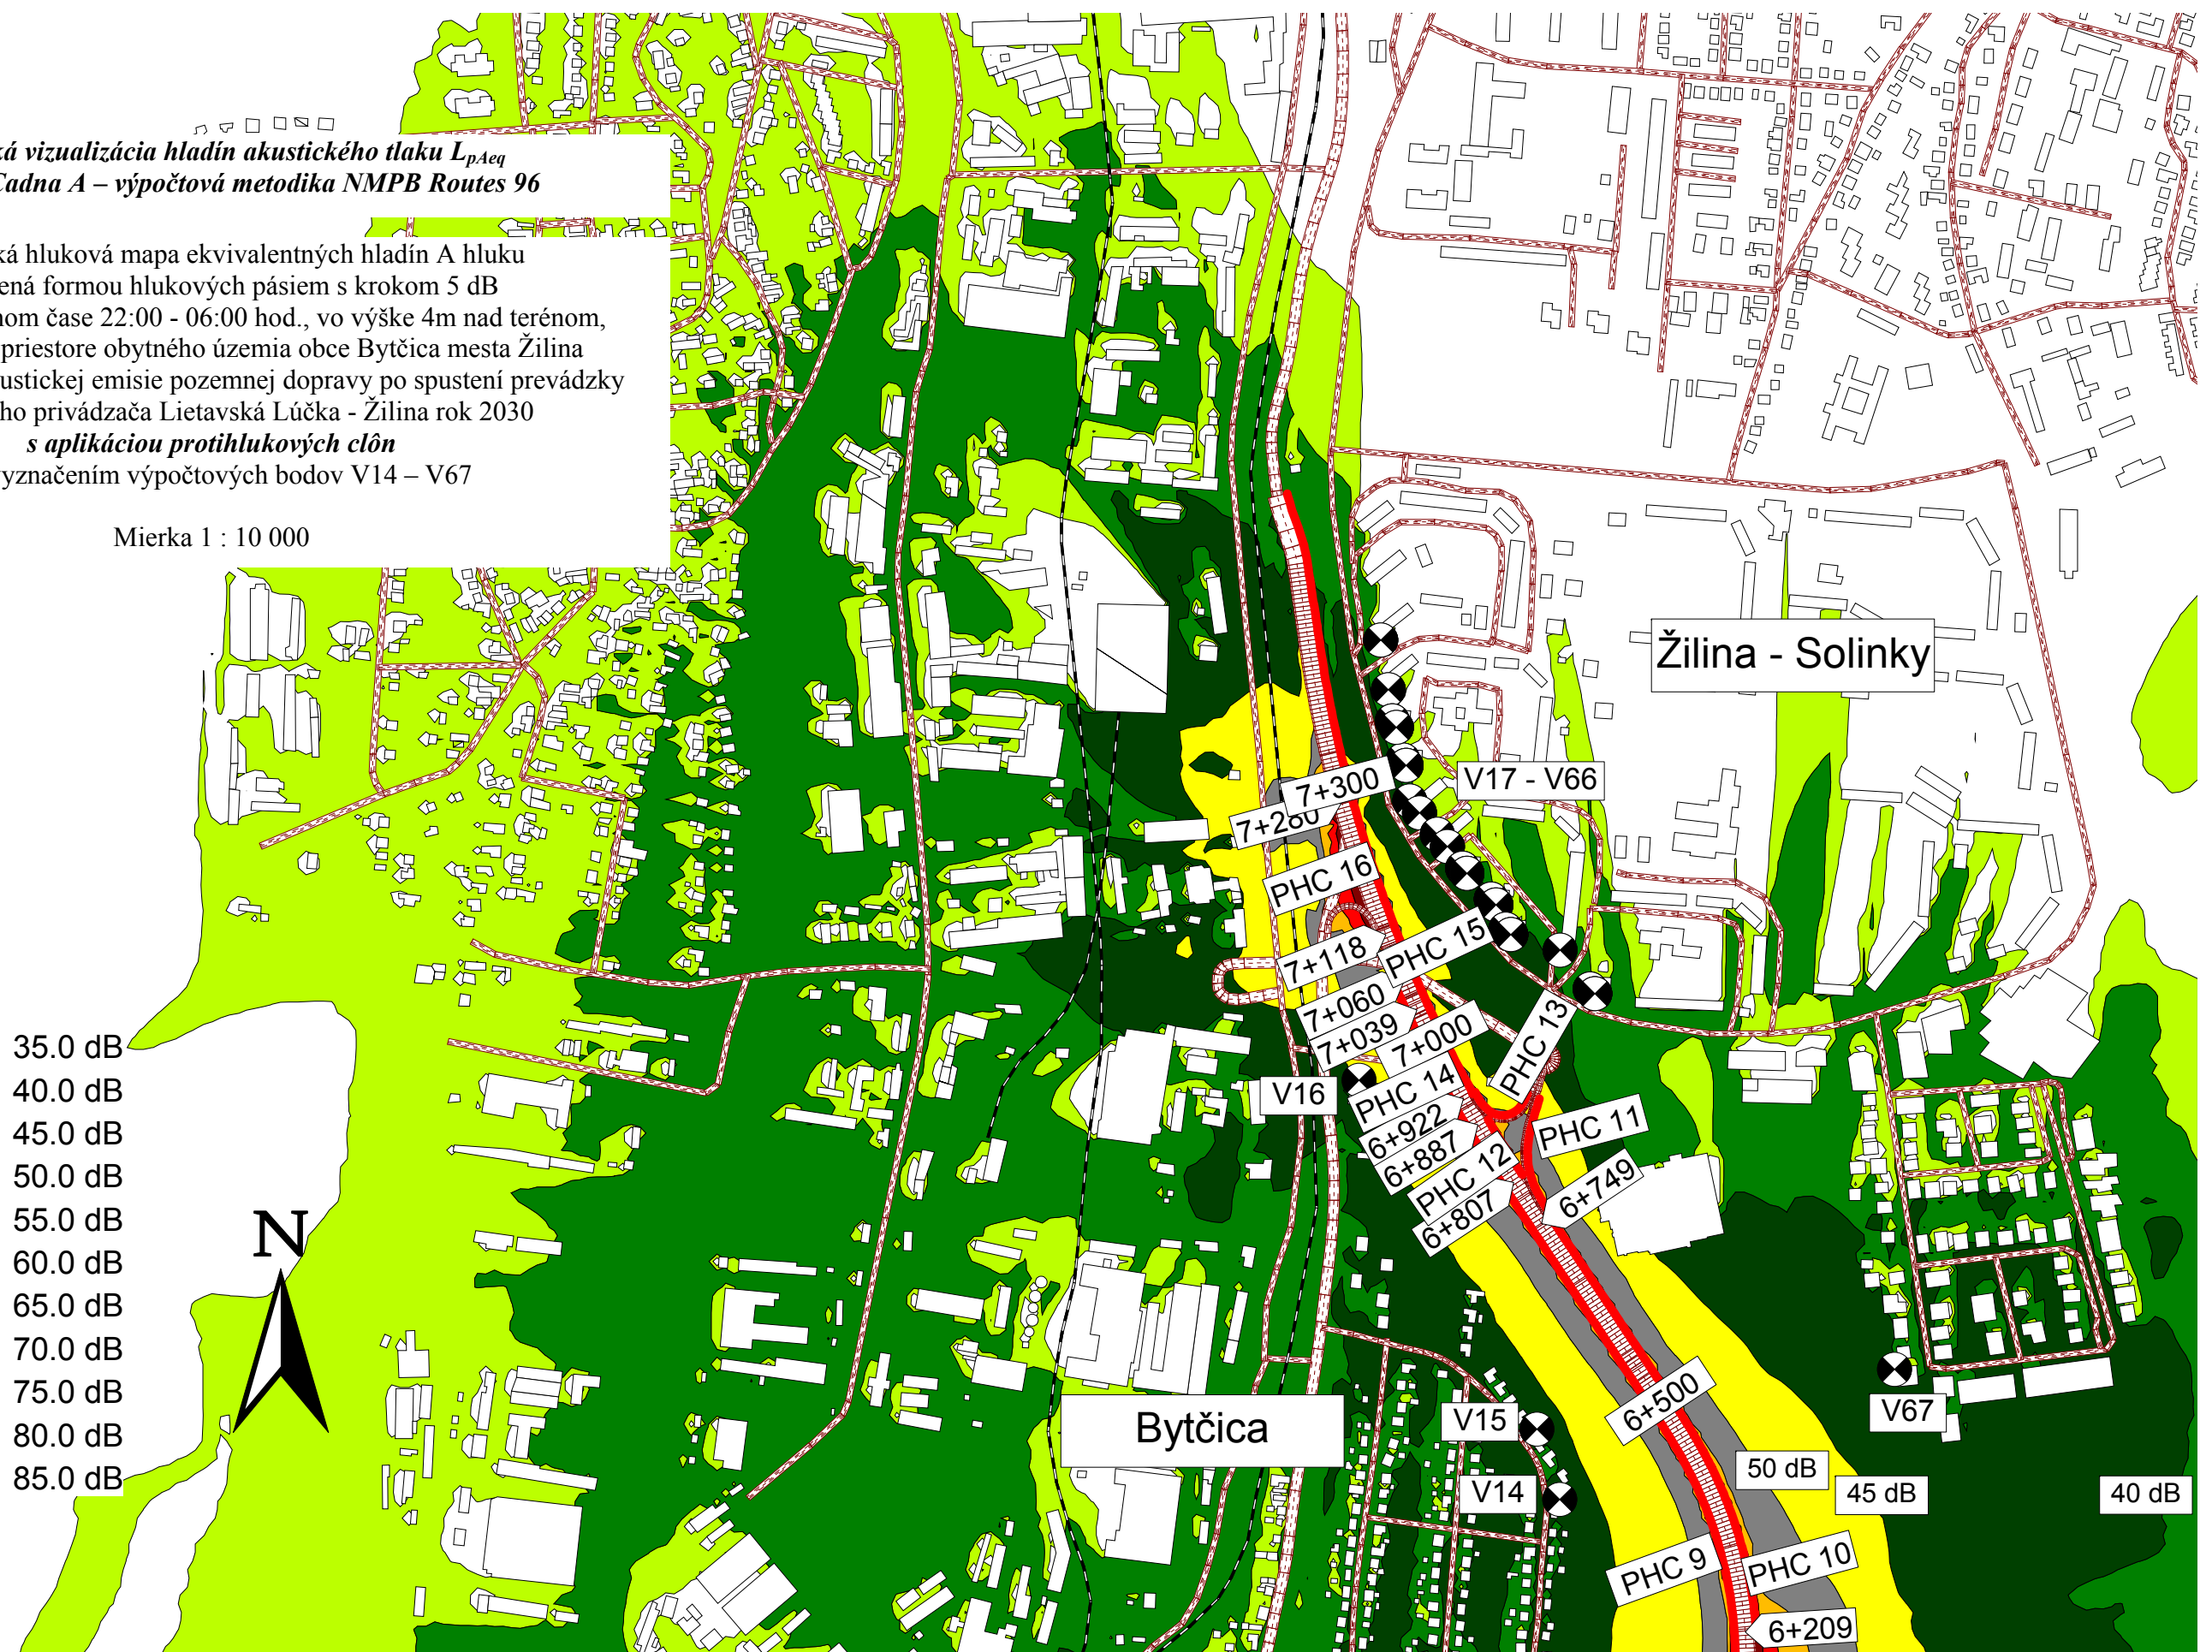 ká vizualizácia hladín akustického tlaku LpAeq
Cadna A – výpočtová metodika NMPB Routes 96
ká hluková mapa ekvivalentných hladín A hluku
ená formou hlukových pásiem s krokom 5 dB
nom čase 22:00 - 06:00 hod., vo výške 4m nad terénom,
priestore obytného územia obce Bytčica mesta Žilina
ustickej emisie pozemnej dopravy po spustení prevádzky
ho privádzača Lietavská Lúčka - Žilina rok 2030
s aplikáciou protihlukových clôn
vyznačením výpočtových bodov V14 – V67
Mierka 1 : 10 000
Žilina - Solinky
V17 - V66
7+300
7+280
PHC 16
PHC 15
7+118
7+060
7+039
7+000
PHC 13
V16
PHC 14
6+922
6+887
PHC 11
PHC 12
6+807
6+749
35.0 dB
40.0 dB
45.0 dB
50.0 dB
55.0 dB
60.0 dB
65.0 dB
70.0 dB
75.0 dB
80.0 dB
85.0 dB
N
Bytčica
6+500
V15
V14
V67
50 dB
45 dB
40 dB
PHC 9
PHC 10
6+209